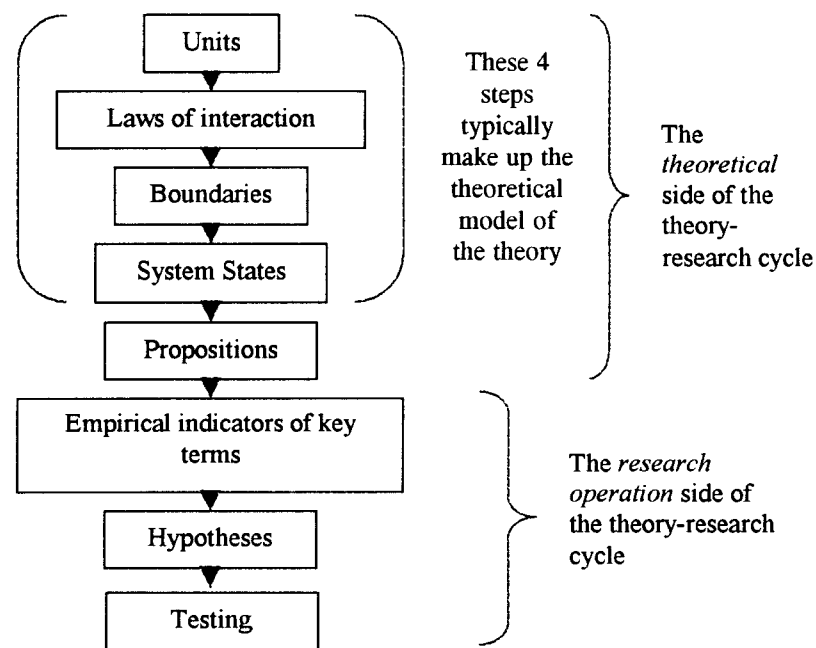 Units
Laws of interaction
Boundaries
System States
Propositions
Empirical indicators of key
terms
Hypotheses
Testing
These 4
steps
typically
make up the
theoretical
model of
the theory
The
theoretical
side of the
theory-
research cycle
The research
operation side of
the theory-research
cycle